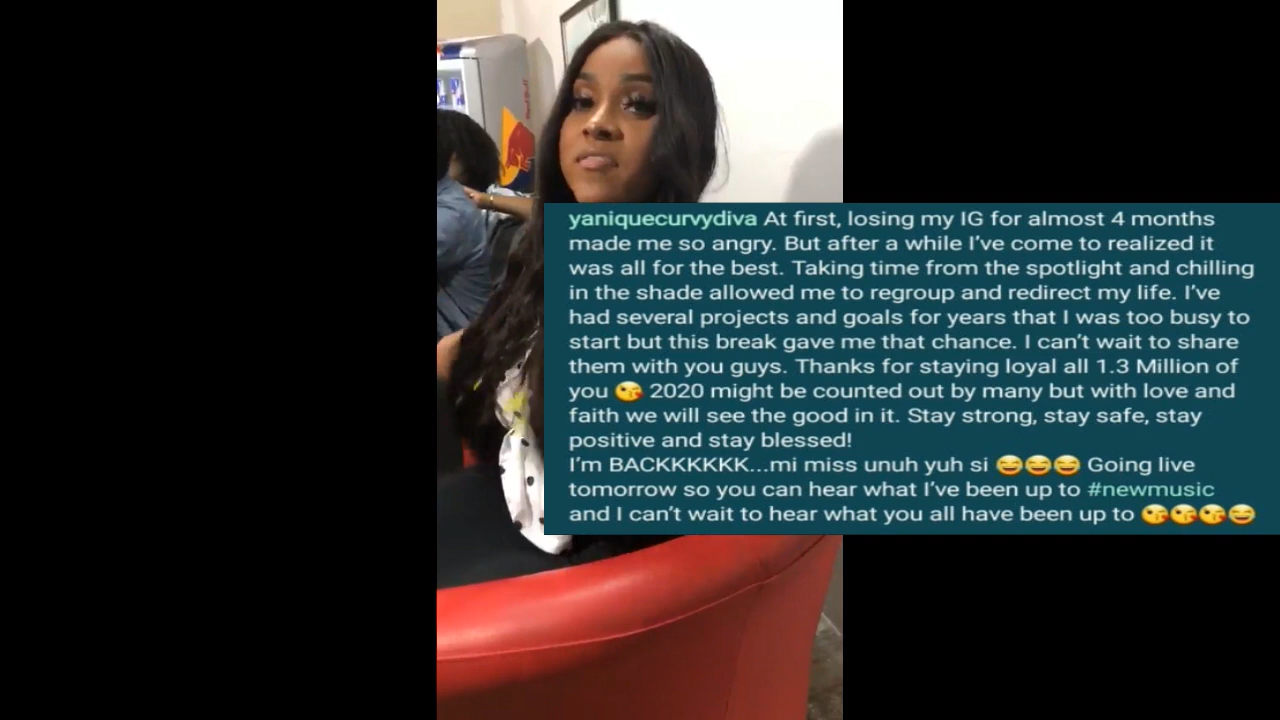 Red Bull
yaniquecurvydiva At first, losing my IG for almost 4 months
made me so angry. But after a while I've come to realized it
was all for the best. Taking time from the spotlight and chilling
in the shade allowed me to regroup and redirect my life. I've
had several projects and goals for years that I was too busy to
start but this break gave me that chance. I can't wait to share
them with you guys. Thanks for staying loyal all 1.3 Million of
you 😘 2020 might be counted out by many but with love and
faith we will see the good in it. Stay strong, stay safe, stay
positive and stay blessed!
I'm BACKKKKKK...mi miss unuh yuh si 😂😂😂 Going live
tomorrow so you can hear what I've been up to #newmusic
and I can't wait to hear what you all have been up to 😘😘😘😂